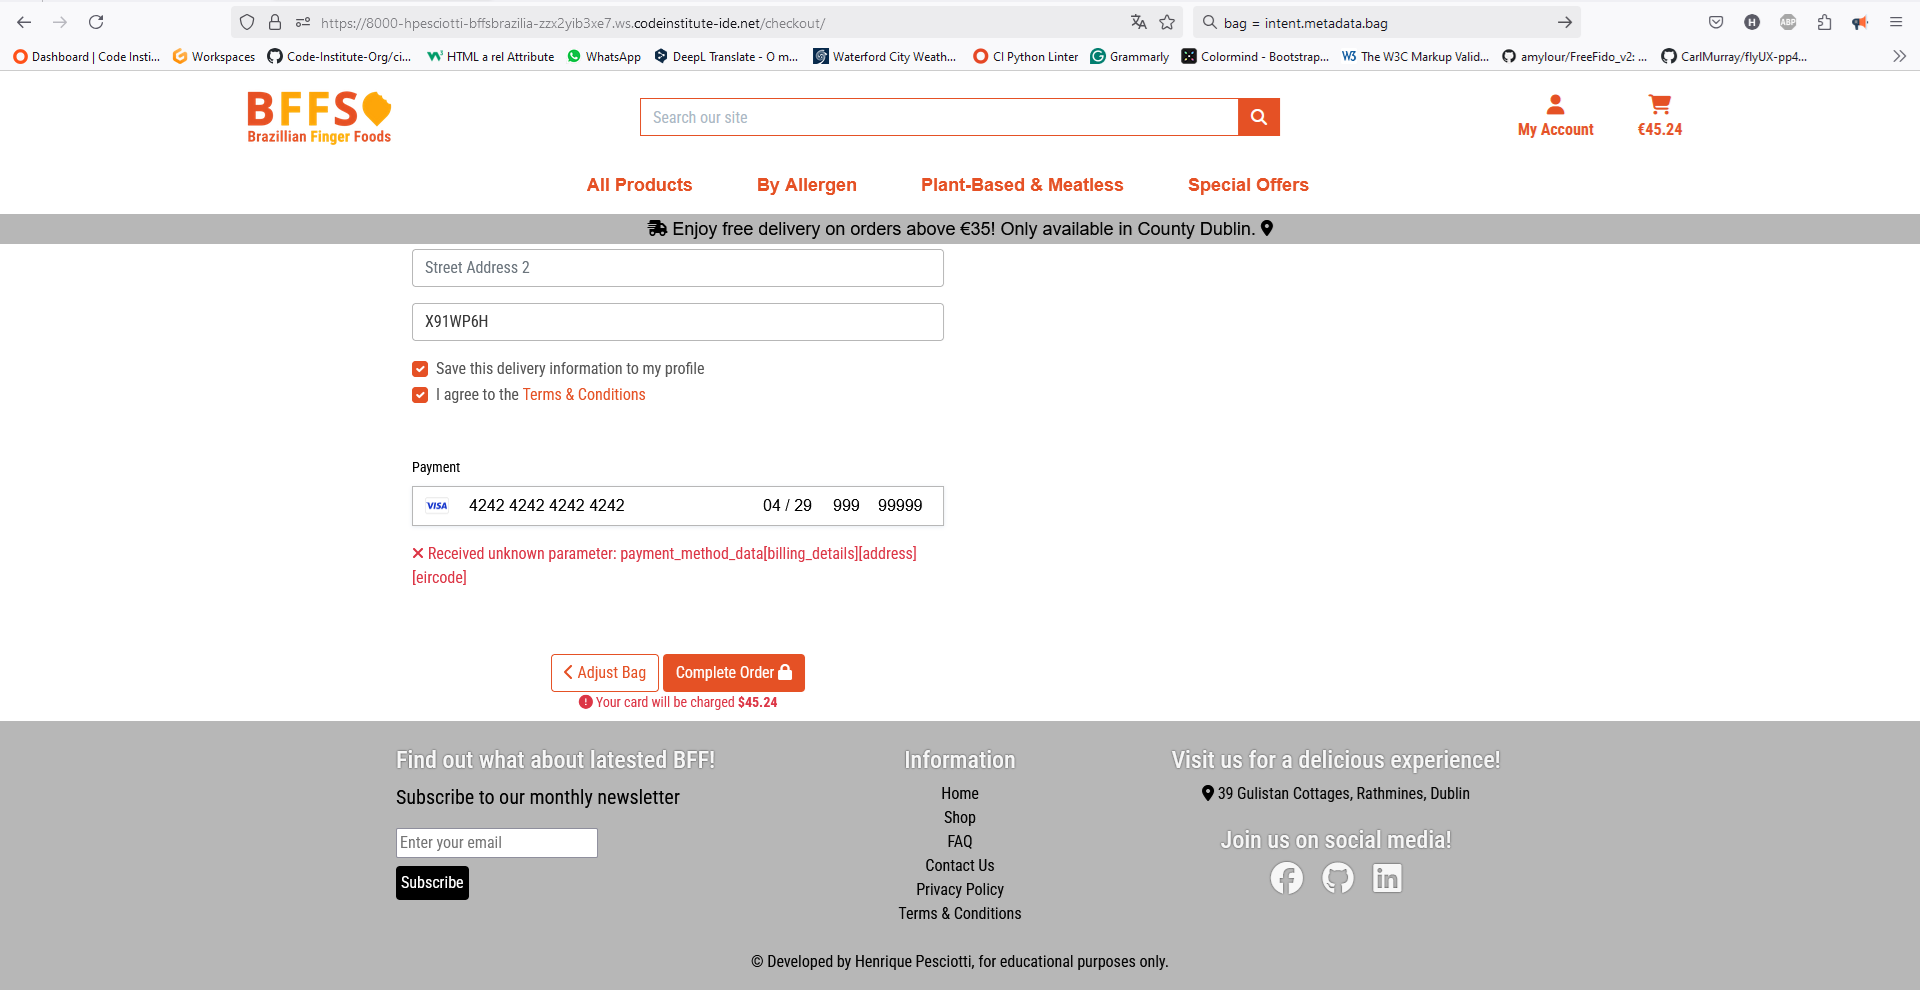 https://8000-hpesciotti-bffsbrazilia-zzx2yib3xe7.ws.codeinstitute-ide.net/checkout/
bag = intent.metadata.bag
H
ABP
Dashboard | Code Insti...
Workspaces
Code-Institute-Org/ci...
HTML a rel Attribute
WhatsApp
DeepL Translate - O m...
Waterford City Weath...
CI Python Linter
Grammarly
Colormind - Bootstrap...
The W3C Markup Valid...
amylour/FreeFido_v2: ...
CarlMurray/flyUX-pp4...
BFFS
Brazillian Finger Foods
Search our site
My Account
€45.24
All Products
By Allergen
Plant-Based & Meatless
Special Offers
Enjoy free delivery on orders above €35! Only available in County Dublin.
Street Address 2
X91WP6H
Save this delivery information to my profile
I agree to the Terms & Conditions
Payment
VISA 4242 4242 4242 4242 04 / 29 999 99999
Received unknown parameter: payment_method_data[billing_details][address]
[eircode]
Adjust Bag
Complete Order
Your card will be charged $45.24
Find out what about latested BFF!
Subscribe to our monthly newsletter
Enter your email
Subscribe
Information
Home
Shop
FAQ
Contact Us
Privacy Policy
Terms & Conditions
Visit us for a delicious experience!
39 Gulistan Cottages, Rathmines, Dublin
Join us on social media!
© Developed by Henrique Pesciotti, for educational purposes only.